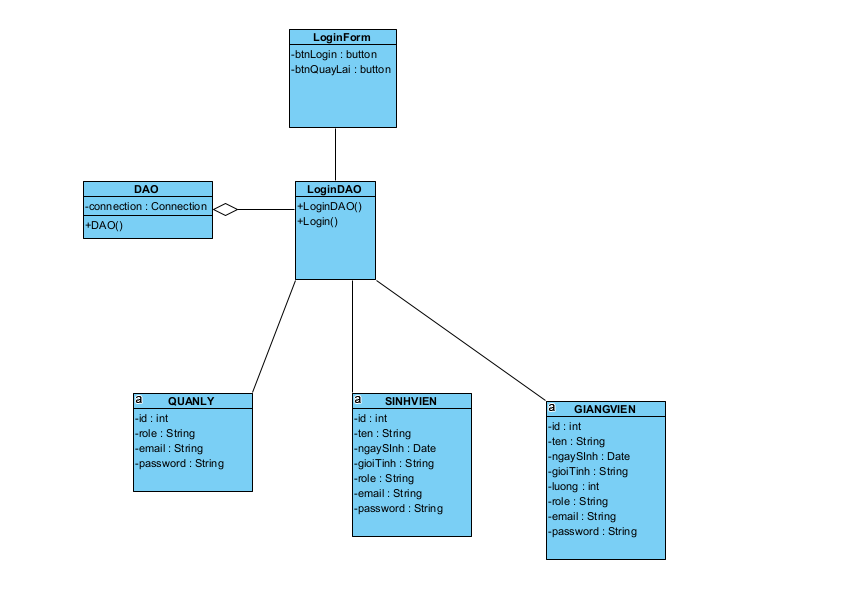 LoginForm
-btnLogin : button
-btnQuayLai : button
DAO
-connection : Connection
+DAO()
LoginDAO
+LoginDAO()
+Login()
a
QUANLY
-id : int
-role : String
-email : String
-password : String
a
SINHVIEN
-id : int
-ten : String
-ngaySInh : Date
-gioiTinh : String
-role : String
-email : String
-password : String
a
GIANGVIEN
-id : int
-ten : String
-ngaySInh : Date
-gioiTinh : String
-luong : int
-role : String
-email : String
-password : String